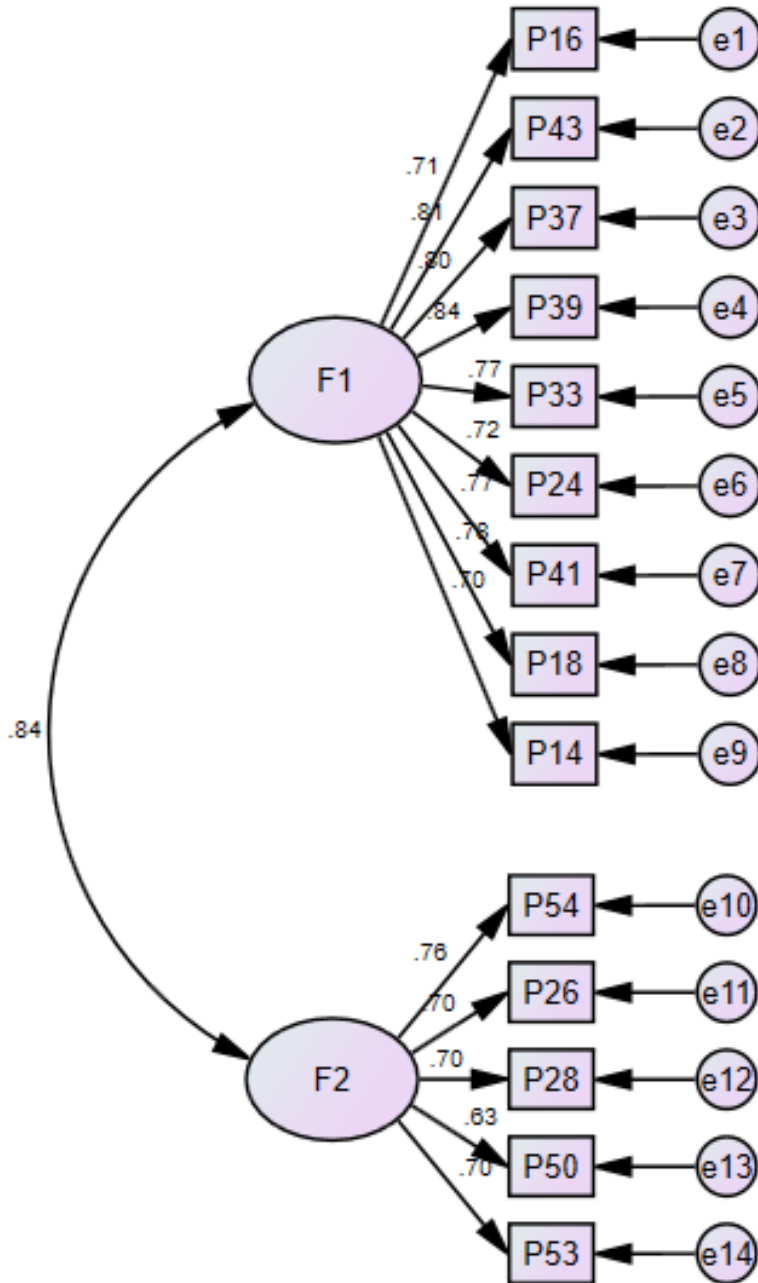 P16 e1
P43 e2
.71
.81
P37 e3
.80
.84
P39 e4
F1
.77
P33 e5
.72
P24 e6
.77
.78
P41 e7
.70
P18 e8
.84
P14 e9
P54 e10
.76
.70
P26 e11
.70
F2
P28 e12
.63
P50 e13
.70
P53 e14